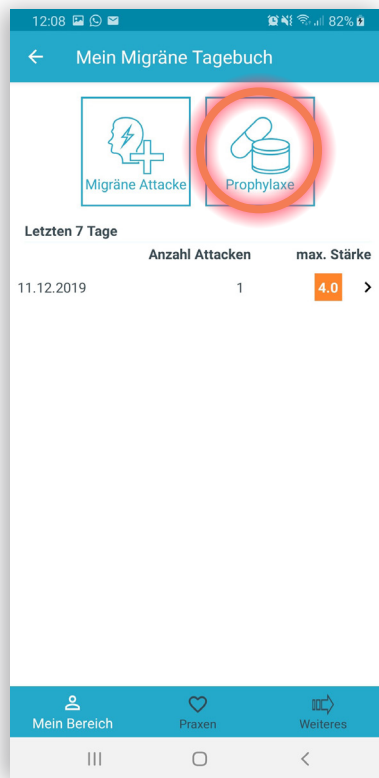 12:08 82%
Mein Migräne Tagebuch
Migräne Attacke Prophylaxe
Letzten 7 Tage
Anzahl Attacken max. Stärke
11.12.2019 1 4.0
Mein Bereich Praxen Weiteres